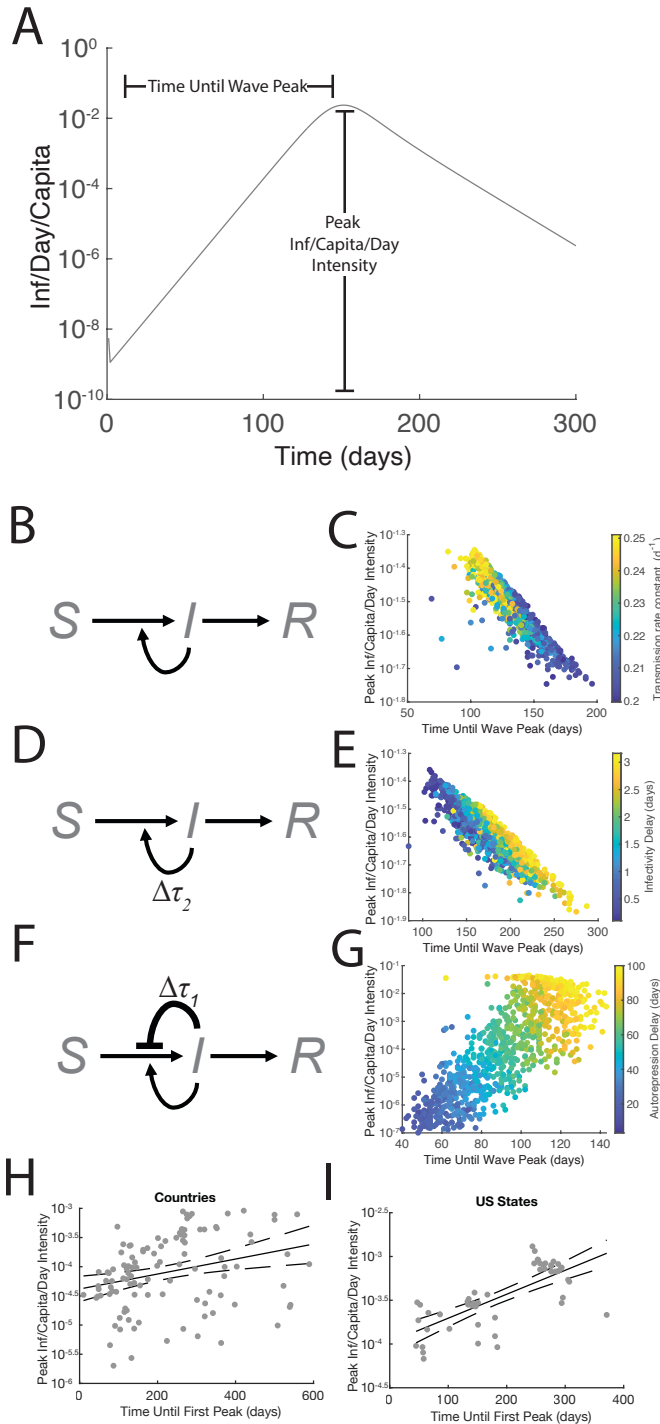 A
10^0
10^-2
10^-4
10^-6
10^-8
10^-10
Inf/Day/Capita
Time Until Wave Peak
Peak
Inf/Capita/Day
Intensity
0
100
200
300
Time (days)
B
S
I
R
C
Peak Inf/Capita/Day Intensity
10^-1.3
10^-1.4
10^-1.5
10^-1.6
10^-1.7
10^-1.8
50
100
150
200
Time Until Wave Peak (days)
0.25
0.24
0.23
0.22
0.21
0.2
Transmission rate constant, (d^-1)
D
S
I
R
Δτ2
E
Peak Inf/Capita/Day Intensity
10^-1.3
10^-1.4
10^-1.5
10^-1.6
10^-1.7
10^-1.8
10^-1.9
100
150
200
250
300
Time Until Wave Peak (days)
3
2.5
2
1.5
1
0.5
Infectivity Delay (days)
F
Δτ1
S
I
R
G
Peak Inf/Capita/Day Intensity
10^-1
10^-2
10^-3
10^-4
10^-5
10^-6
10^-7
40
60
80
100
120
140
Time Until Wave Peak (days)
100
80
60
40
20
Autorepression Delay (days)
H
Countries
Peak Inf/Capita/Day Intensity
10^-3
10^-3.5
10^-4
10^-4.5
10^-5
10^-5.5
10^-6
0
200
400
600
Time Until First Peak (days)
I
US States
Peak Inf/Capita/Day Intensity
10^-2.5
10^-3
10^-3.5
10^-4
10^-4.5
0
100
200
300
400
Time Until First Peak (days)